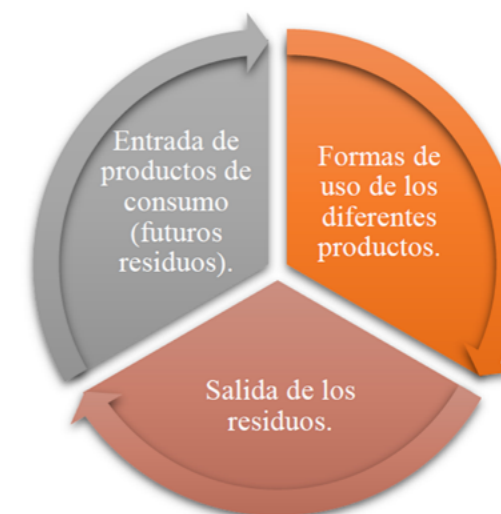 Entrada de
productos de
consumo
(futuros
residuos).
Formas de
uso de los
diferentes
productos.
Salida de los
residuos.